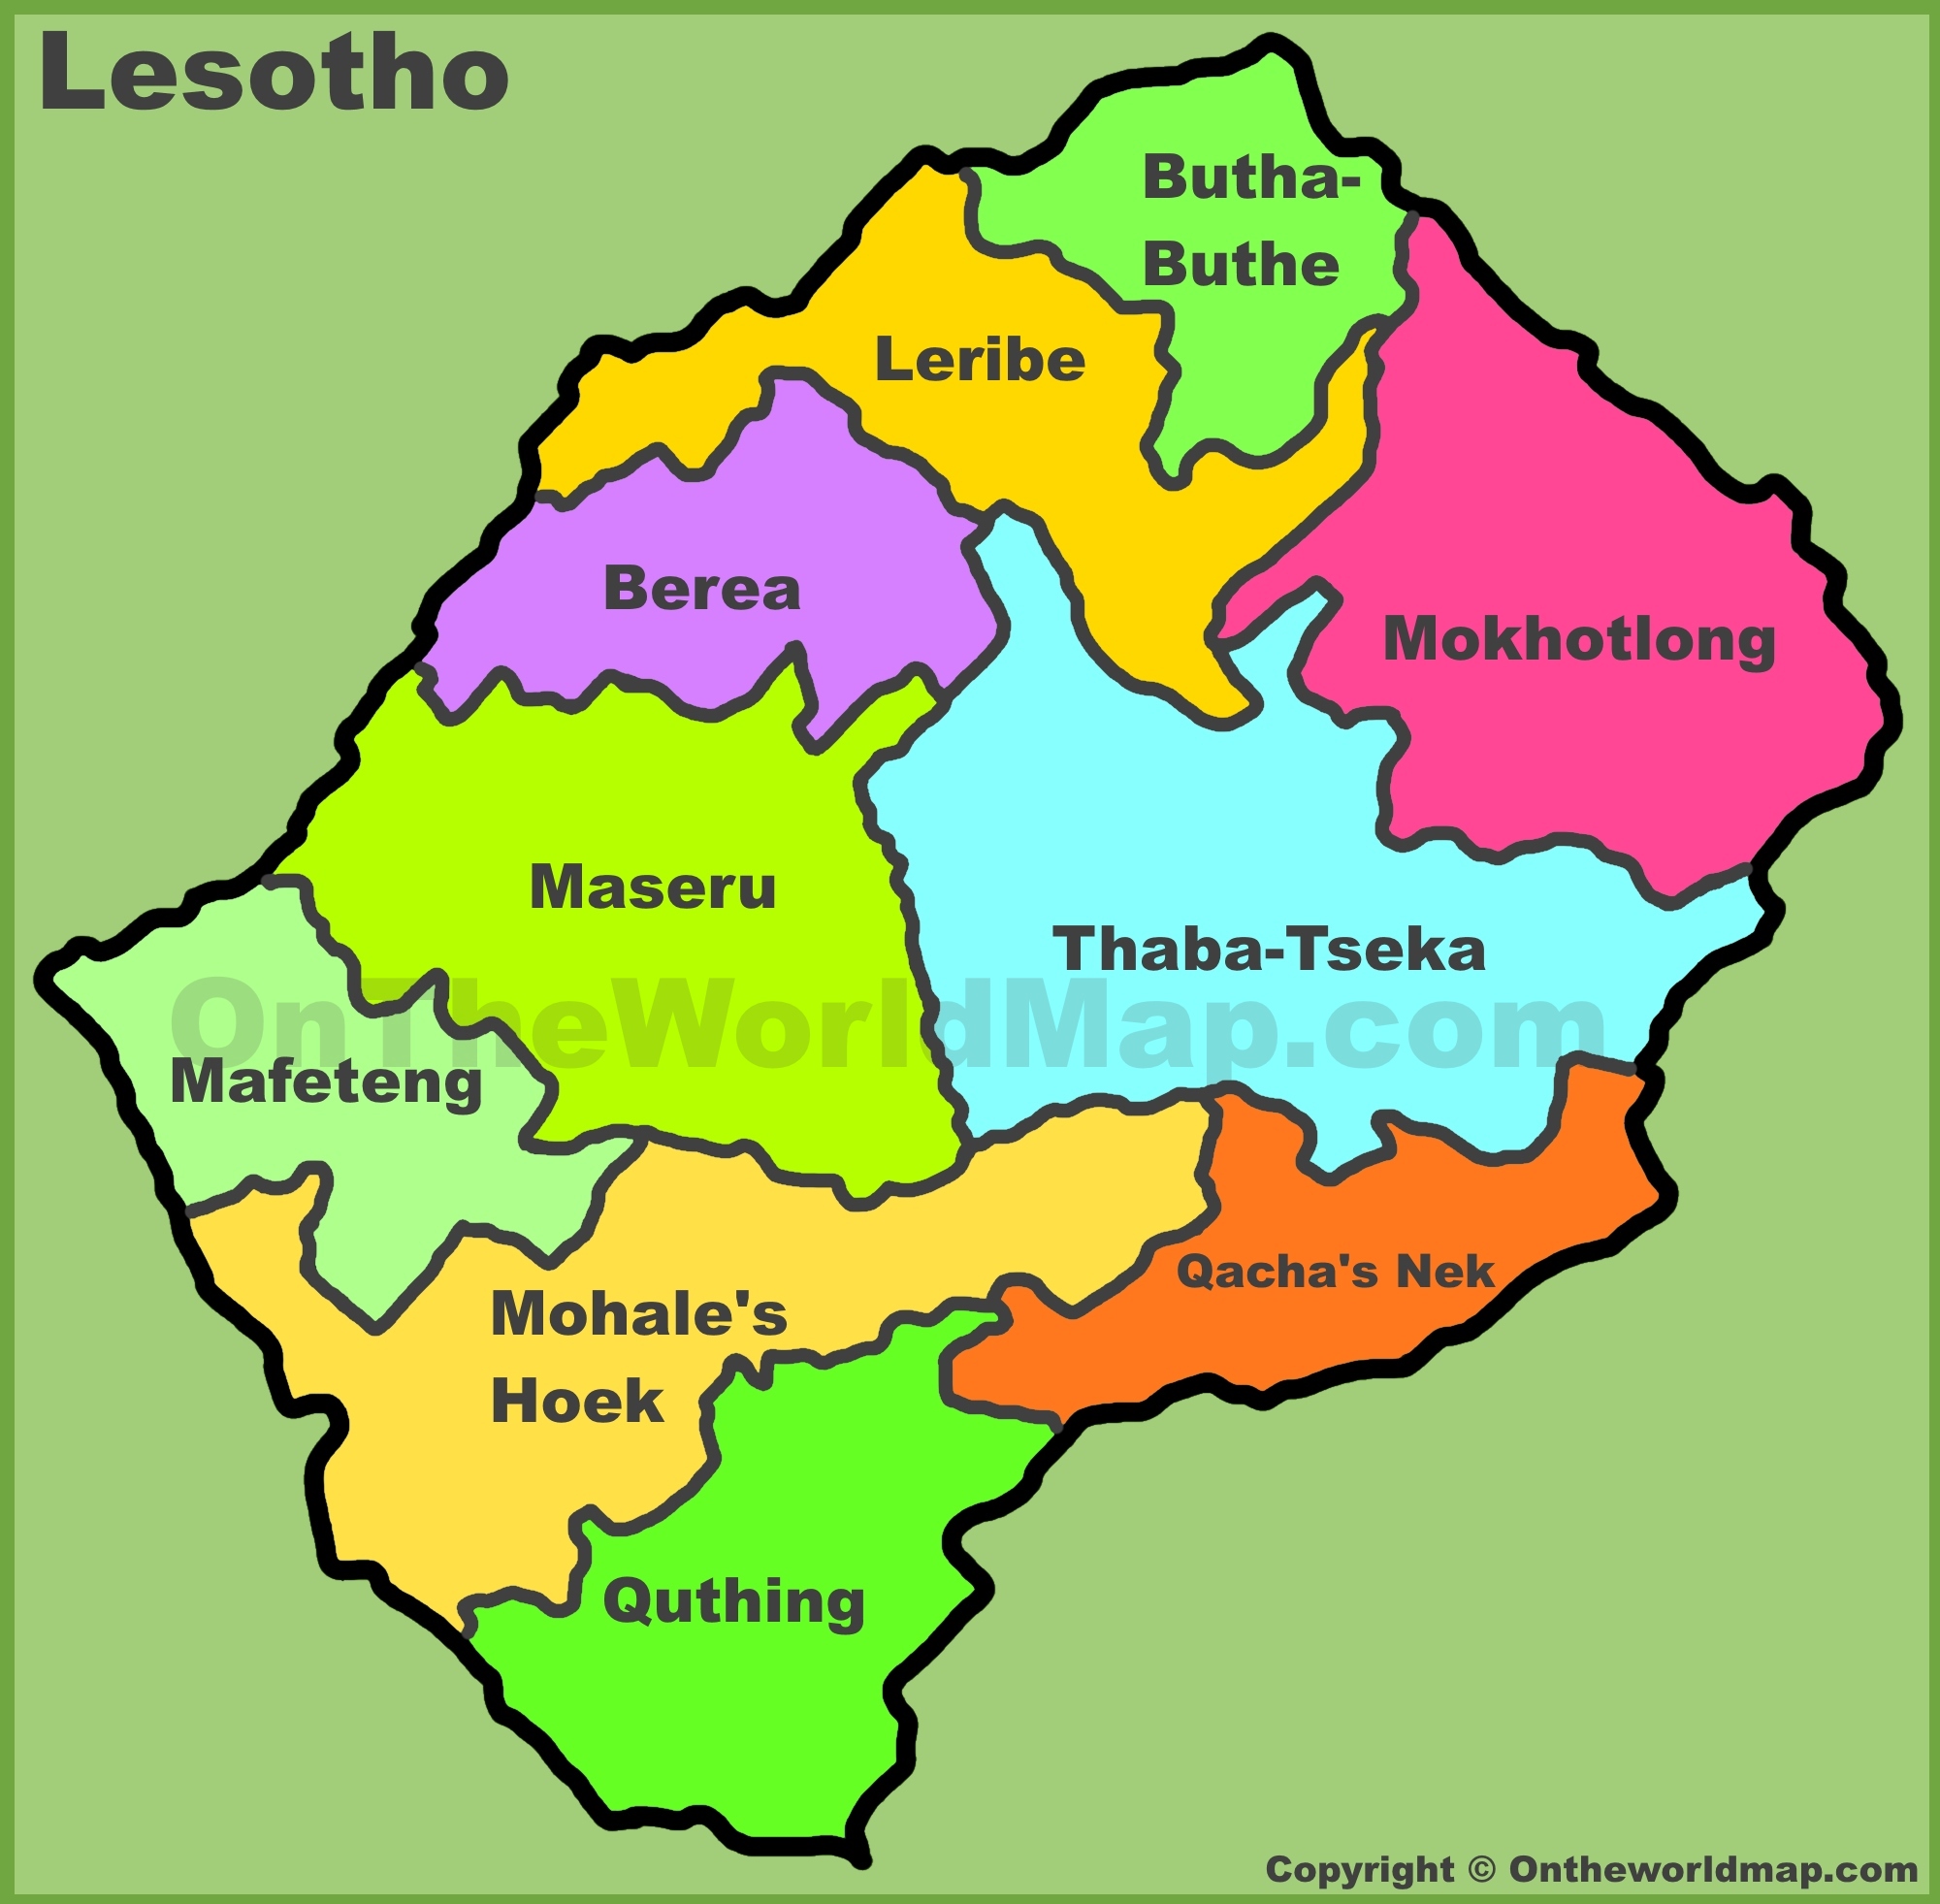 Lesotho
Butha-
Buthe
Leribe
Berea
Mokhotlong
Maseru
Thaba-Tseka
OnTheWorldMap.com
Mafeteng
Qacha's Nek
Mohale's
Hoek
Quthing
Copyright © Ontheworldmap.com